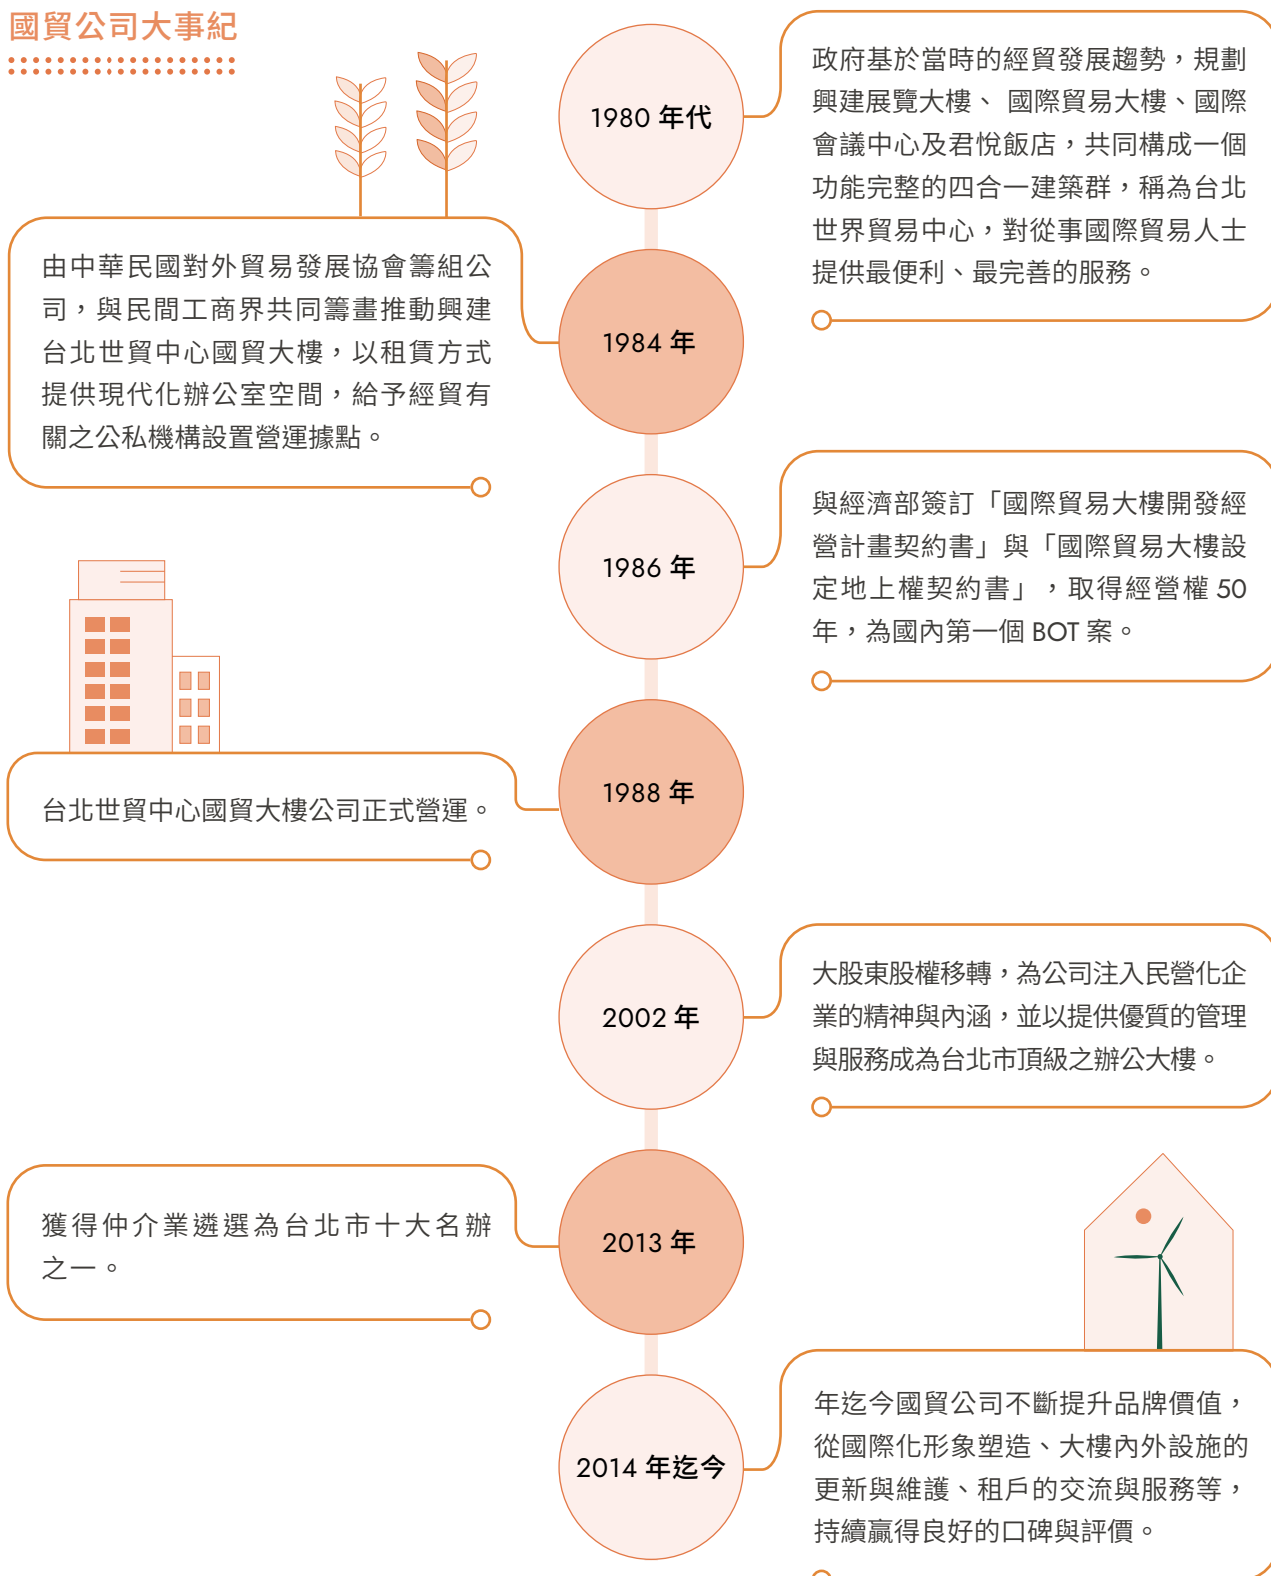 國貿公司大事紀
1980 年代
政府基於當時的經貿發展趨勢，規劃
興建展覽大樓、 國際貿易大樓、國際
會議中心及君悅飯店，共同構成一個
功能完整的四合一建築群，稱為台北
世界貿易中心，對從事國際貿易人士
提供最便利、最完善的服務。
1984 年
由中華民國對外貿易發展協會籌組公
司，與民間工商界共同籌畫推動興建
台北世貿中心國貿大樓，以租賃方式
提供現代化辦公室空間，給予經貿有
關之公私機構設置營運據點。
1986 年
與經濟部簽訂「國際貿易大樓開發經
營計畫契約書」與「國際貿易大樓設
定地上權契約書」，取得經營權 50
年，為國內第一個 BOT 案。
1988 年
台北世貿中心國貿大樓公司正式營運。
2002 年
大股東股權移轉，為公司注入民營化企
業的精神與內涵，並以提供優質的管理
與服務成為台北市頂級之辦公大樓。
2013 年
獲得仲介業遴選為台北市十大名辦
之一。
2014 年迄今
年迄今國貿公司不斷提升品牌價值，
從國際化形象塑造、大樓內外設施的
更新與維護、租戶的交流與服務等，
持續贏得良好的口碑與評價。